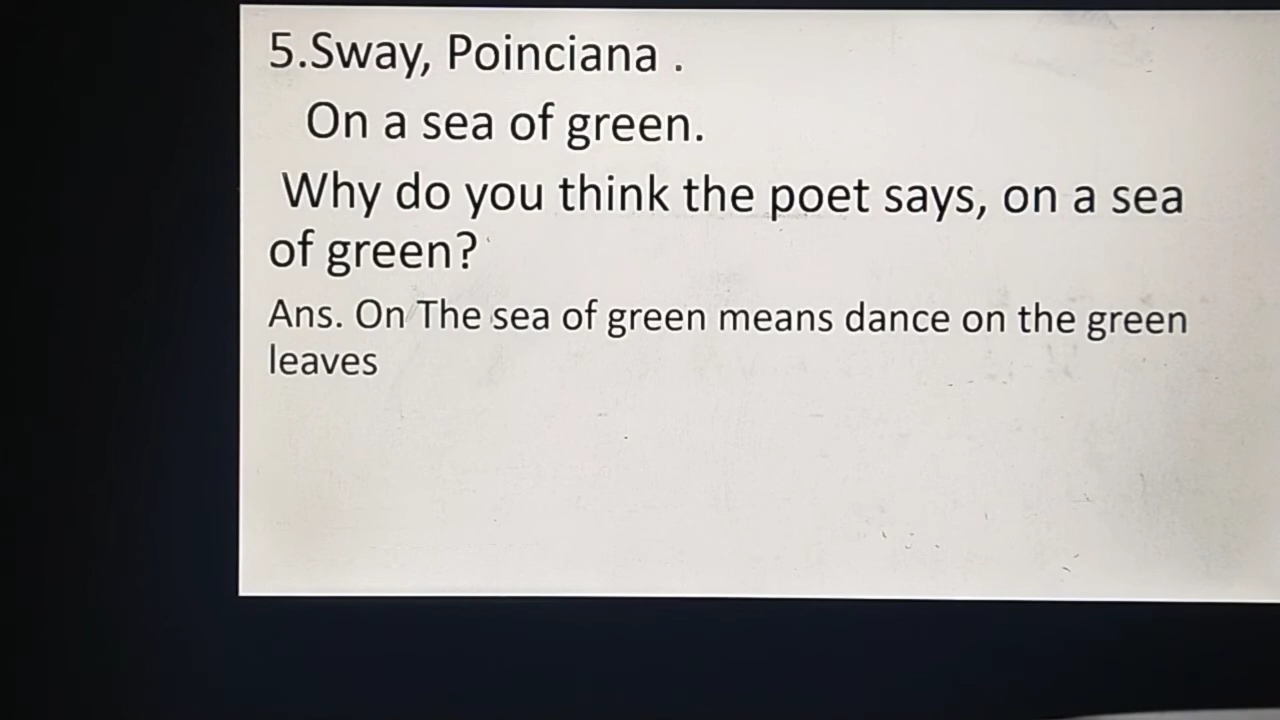 5.Sway, Poinciana .
On a sea of green.
Why do you think the poet says, on a sea
of green?
Ans. On The sea of green means dance on the green
leaves